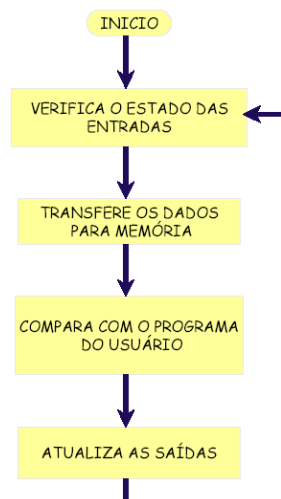 INICIO
VERIFICA O ESTADO DAS
ENTRADAS
TRANSFERE OS DADOS
PARA MEMÓRIA
COMPARA COM O PROGRAMA
DO USUÁRIO
ATUALIZA AS SAÍDAS